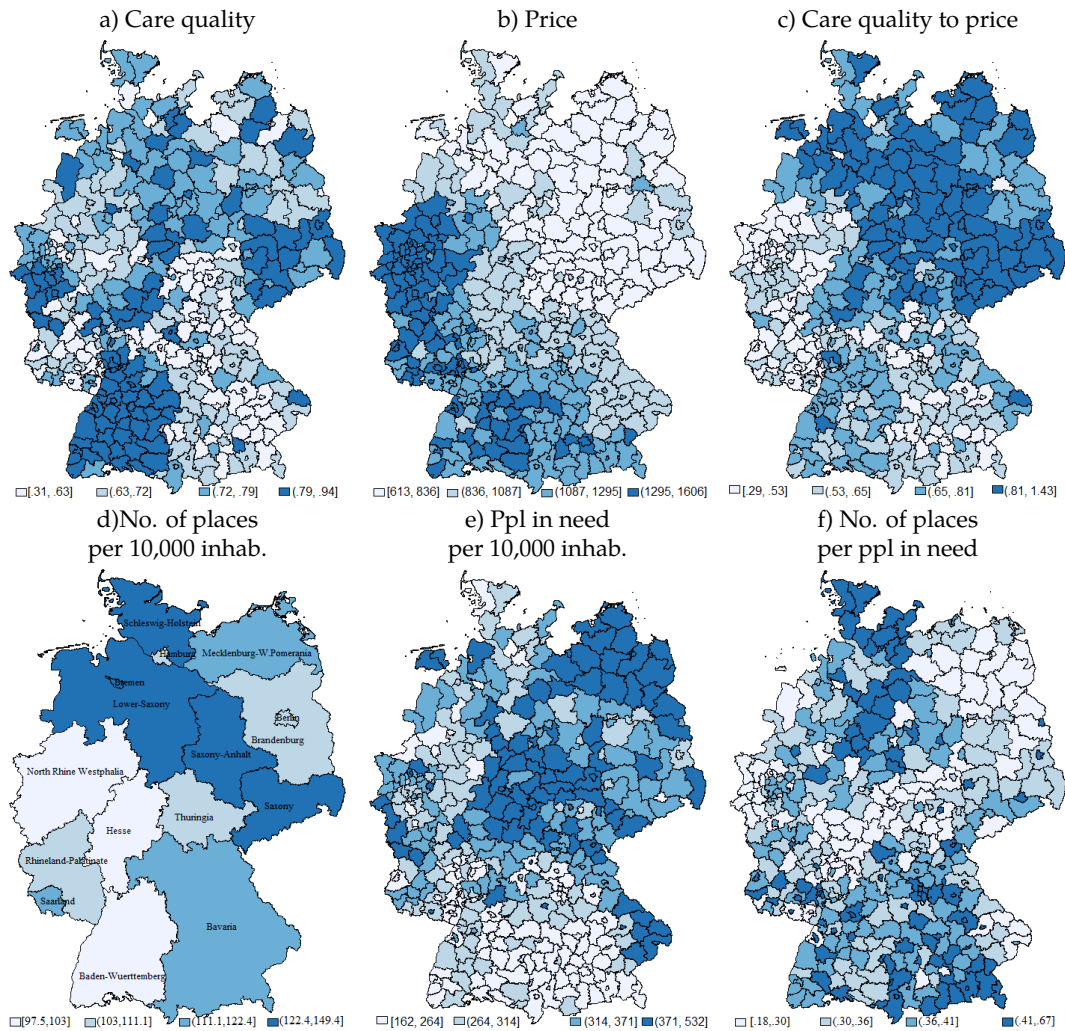 a) Care quality
b) Price
c) Care quality to price
[.31, .63]
(.63, 72]
(.72, .79]
(.79, .94]
[613, 836]
(836, 1087]
(1087, 1295]
(1295, 1606]
[.29, .53]
(.53, .65]
(.65, .81]
(.81, 1.43]
d)No. of places
per 10,000 inhab.
e) Ppl in need
per 10,000 inhab.
f) No. of places
per ppl in need
Schleswig-Holstein
Hamburg
Mecklenburg-W.Pomerania
Bremen
Lower-Saxony
Berlin
Brandenburg
Saxony-Anhalt
North Rhine Westphalia
Saxony
Thuringia
Hesse
Rhineland-Palatinate
Saarland
Bavaria
Baden-Wuerttemberg
[97.5,103]
(103,111.1]
(111.1,122.4]
(122.4,149.4]
[162, 264]
(264, 314]
(314, 371]
(371, 532]
[.18,.30]
(.30,.36]
(.36,.41]
(.41,.67]